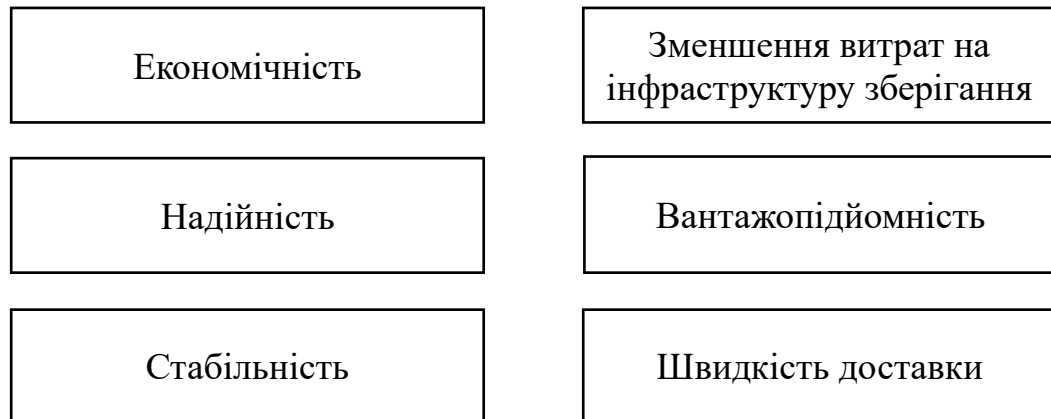 Економічність
Зменшення витрат на
інфраструктуру зберігання
Надійність
Вантажопідйомність
Стабільність
Швидкість доставки